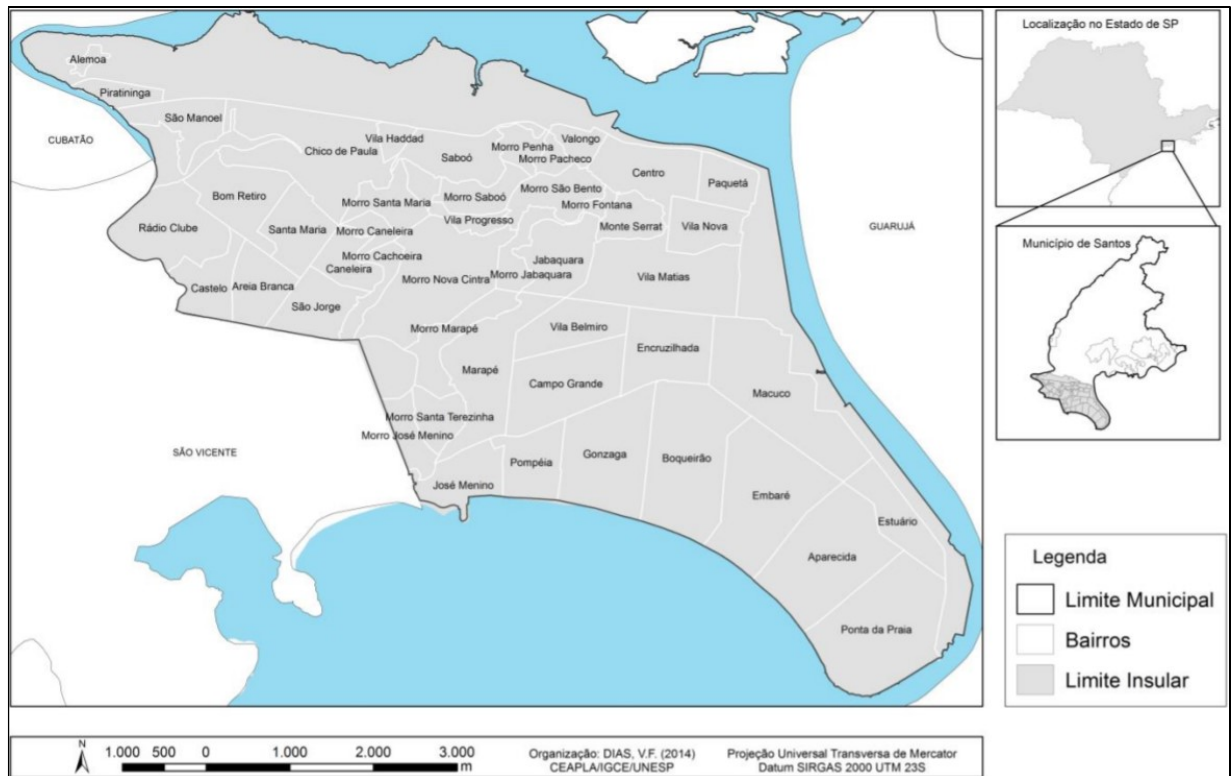 Alemoa
Piratininga
São Manoel
CUBATÃO
Vila Haddad
Chico de Paula
Saboó
Morro Penha
Valongo
Morro Pacheco
Centro
Paquetá
Bom Retiro
Morro Santa Maria
Morro Saboó
Morro São Bento
Morro Fontana
Rádio Clube
Santa Maria
Morro Caneleira
Vila Progresso
Monte Serrat
Vila Nova
GUARUJÁ
Morro Cachoeira
Caneleira
Jabaquara
Morro Nova Cintra
Morro Jabaquara
Vila Matias
Castelo
Areia Branca
São Jorge
Morro Marapé
Vila Belmiro
Encruzilhada
Marapé
Campo Grande
Macuco
Morro Santa Terezinha
Morro José Menino
SÃO VICENTE
Pompéia
Gonzaga
Boqueirão
José Menino
Embaré
Estuário
Aparecida
Ponta da Praia
Localização no Estado de SP
Município de Santos
Legenda
Limite Municipal
Bairros
Limite Insular
N
1.000 500 0 1.000 2.000 3.000
m
Organização: DIAS, V.F. (2014)
CEAPLA/IGCE/UNESP
Projeção Universal Transversa de Mercator
Datum SIRGAS 2000 UTM 23S